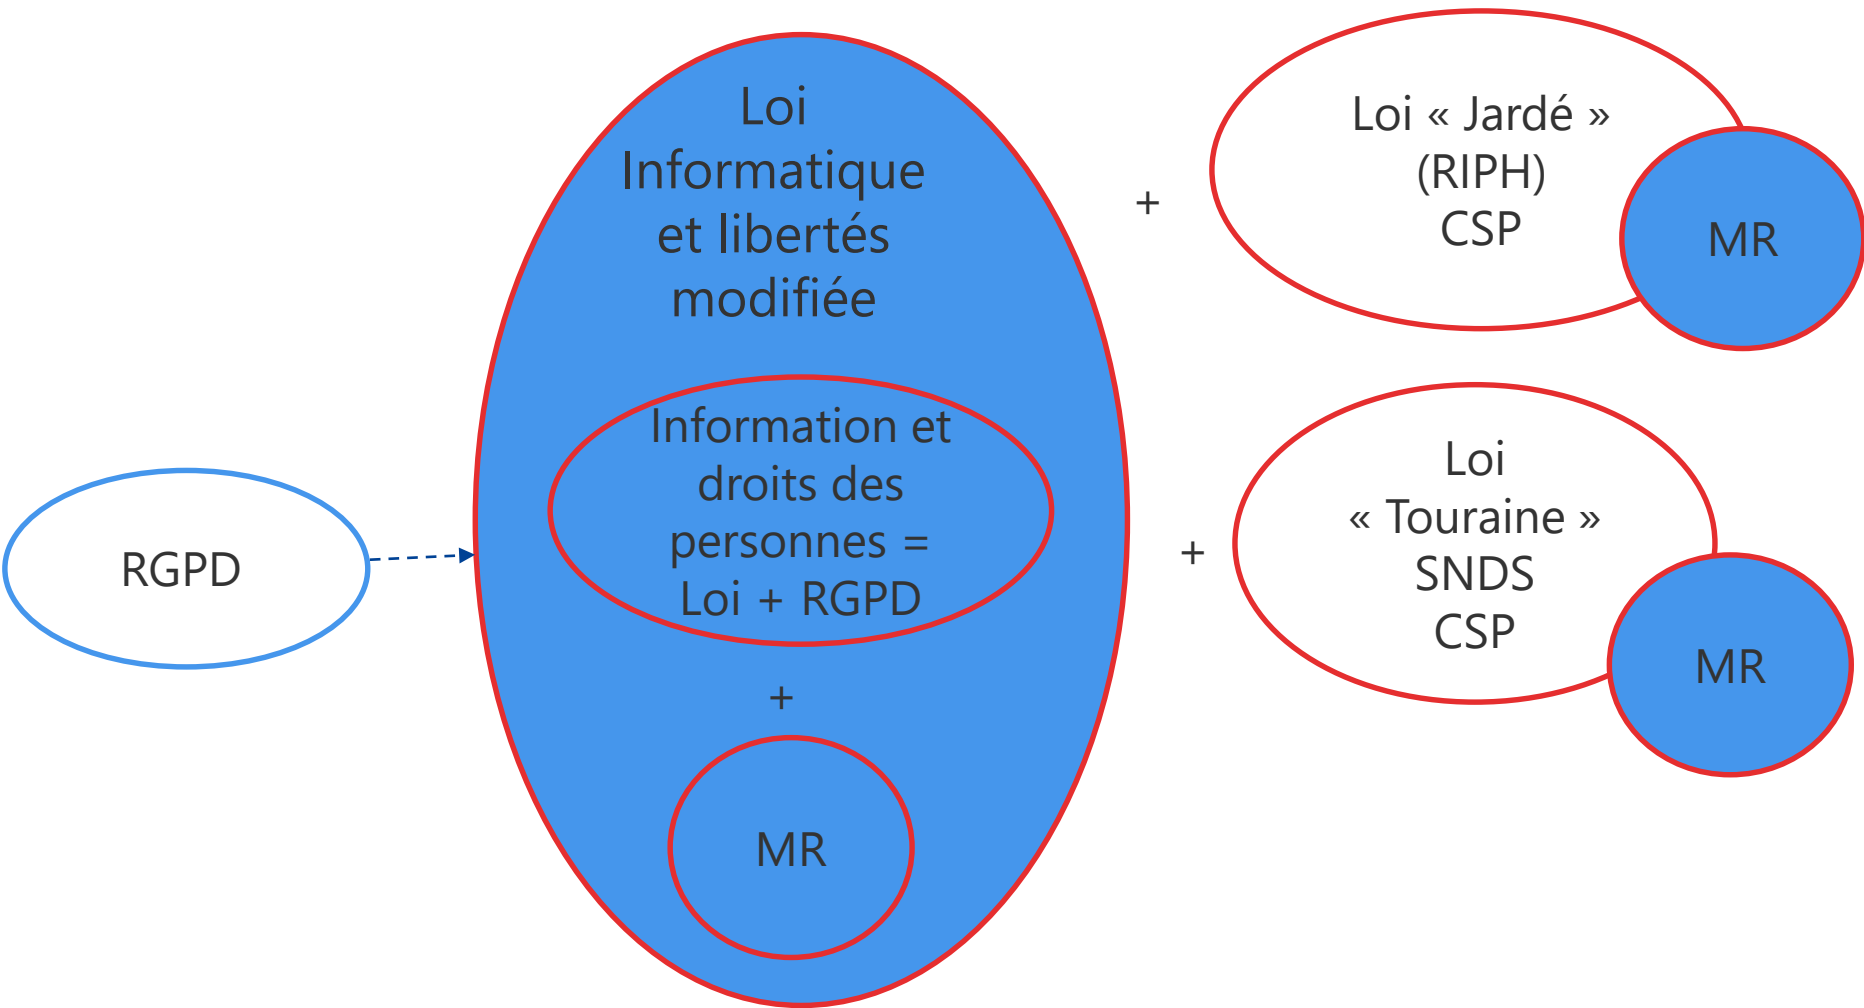 RGPD
Loi
Informatique
et libertés
modifiée
Information et
droits des
personnes =
Loi + RGPD
+
MR
+
Loi « Jardé »
(RIPH)
CSP
MR
+
Loi
« Touraine »
SNDS
CSP
MR